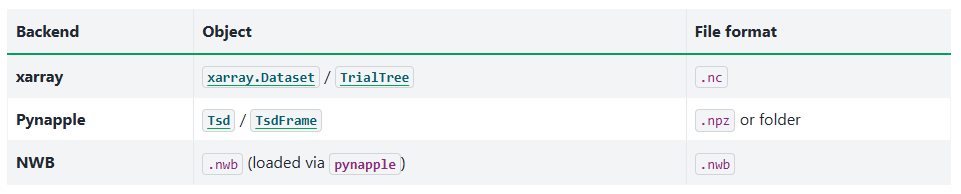 Backend Object File format
xarray xarray.Dataset / TrialTree .nc
Pynapple Tsd / TsdFrame .npz or folder
NWB .nwb (loaded via pynapple) .nwb